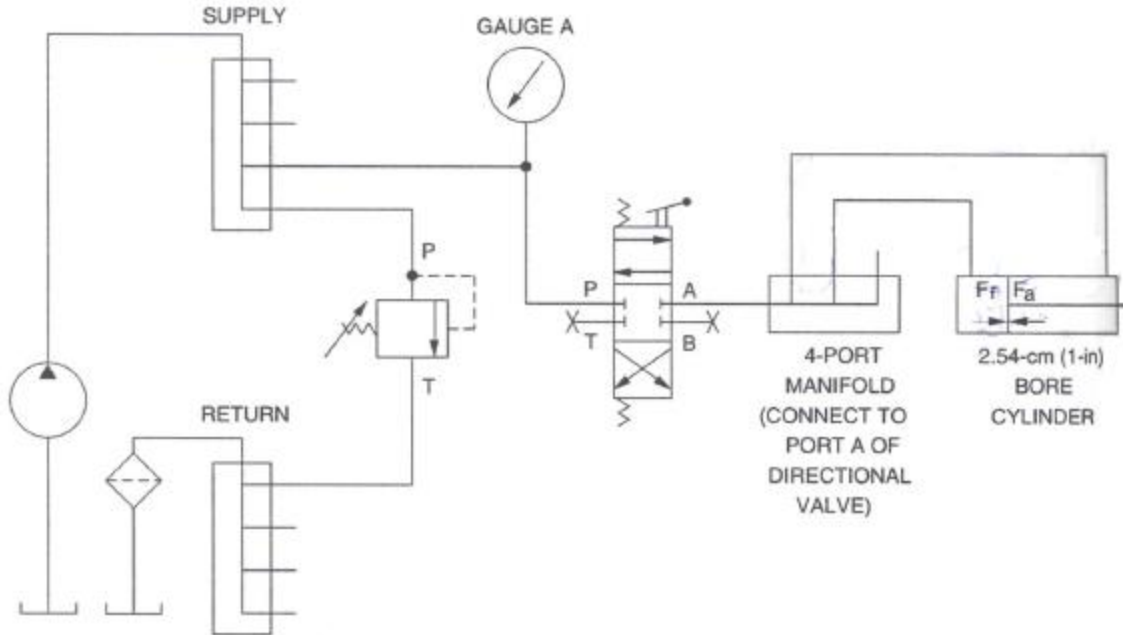 SUPPLY
GAUGE A
P
T
RETURN
P
A
T
B
Ff
Fa
4-PORT
MANIFOLD
(CONNECT TO
PORT A OF
DIRECTIONAL
VALVE)
2.54-cm (1-in)
BORE
CYLINDER